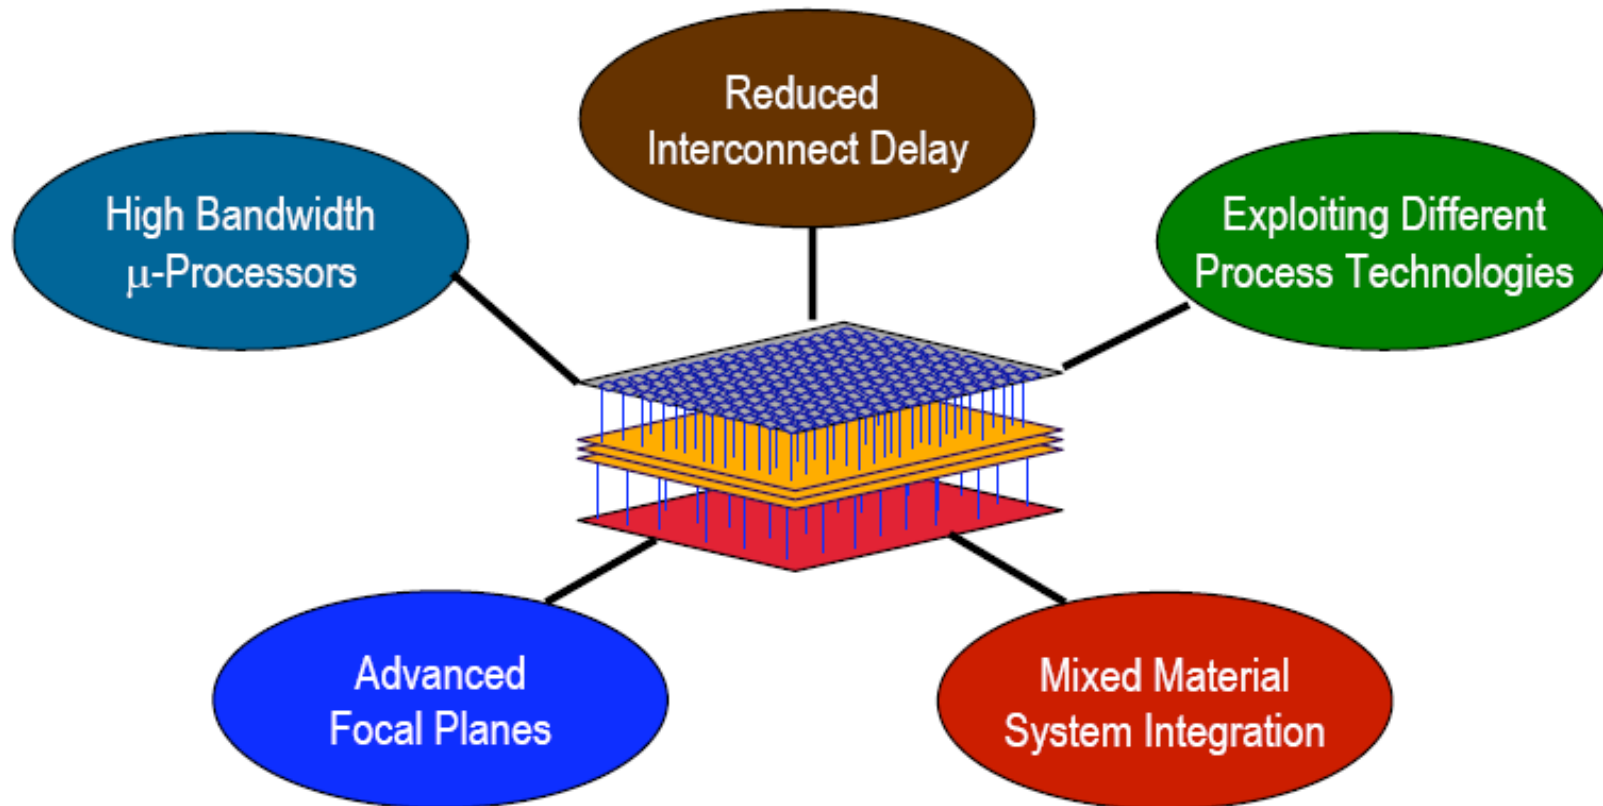 Reduced
Interconnect Delay
High Bandwidth
μ-Processors
Exploiting Different
Process Technologies
Advanced
Focal Planes
Mixed Material
System Integration